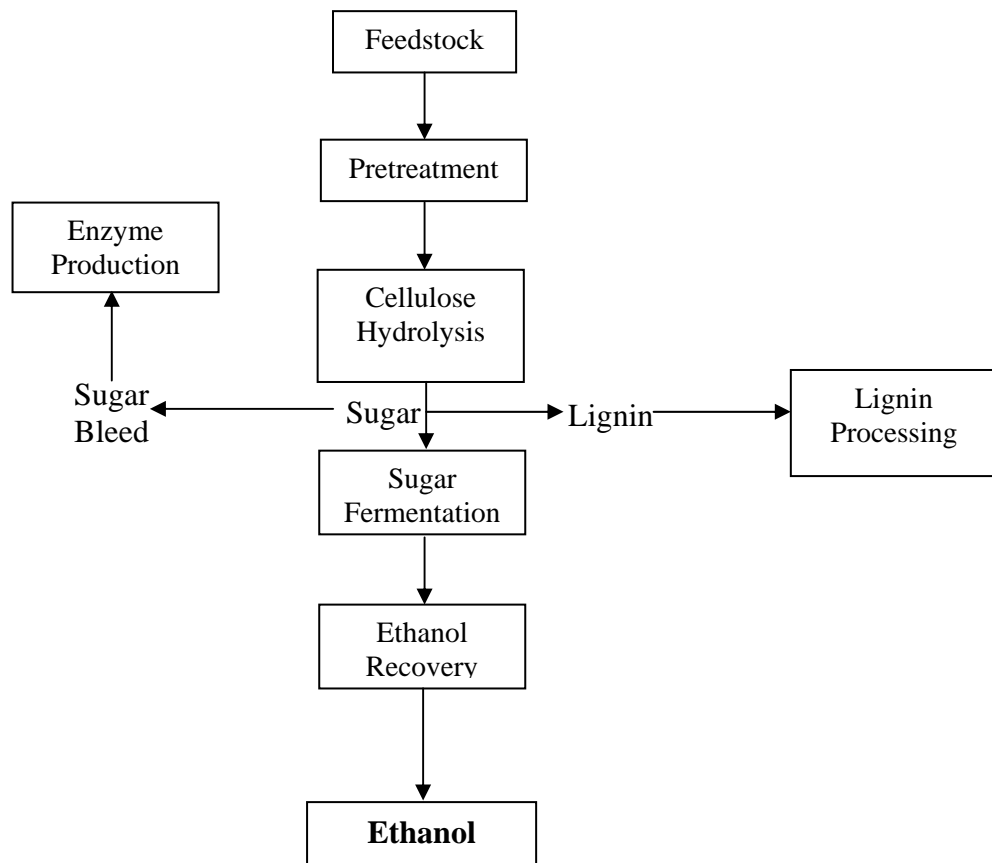 Feedstock
Pretreatment
Enzyme
Production
Cellulose
Hydrolysis
Sugar
Bleed
Sugar
Lignin
Lignin
Processing
Sugar
Fermentation
Ethanol
Recovery
Ethanol